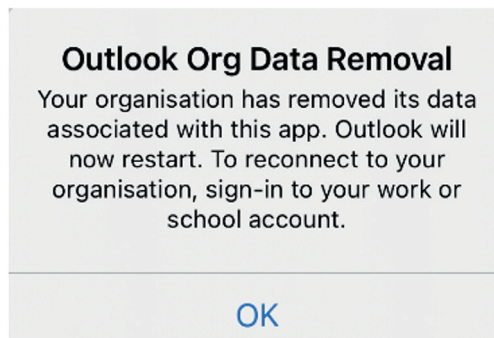 Outlook Org Data Removal
Your organisation has removed its data
associated with this app. Outlook will
now restart. To reconnect to your
organisation, sign-in to your work or
school account.
OK